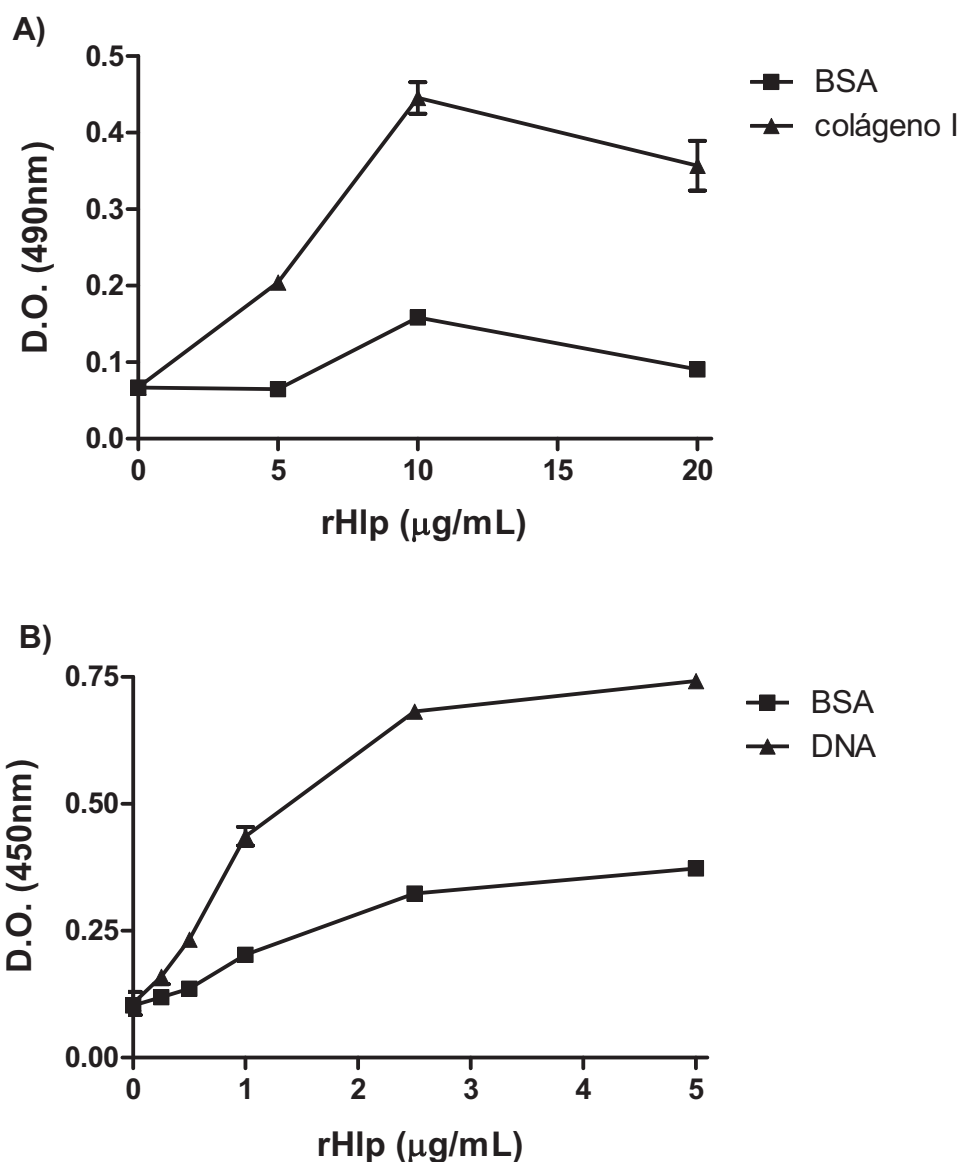 A)
0.5
0.4
0.3
0.2
0.1
0.0
D.O. (490nm)
0 5 10 15 20
rHlp (μg/mL)
BSA
colágeno I
B)
0.75
0.50
0.25
0.00
D.O. (450nm)
0 1 2 3 4 5
rHlp (μg/mL)
BSA
DNA